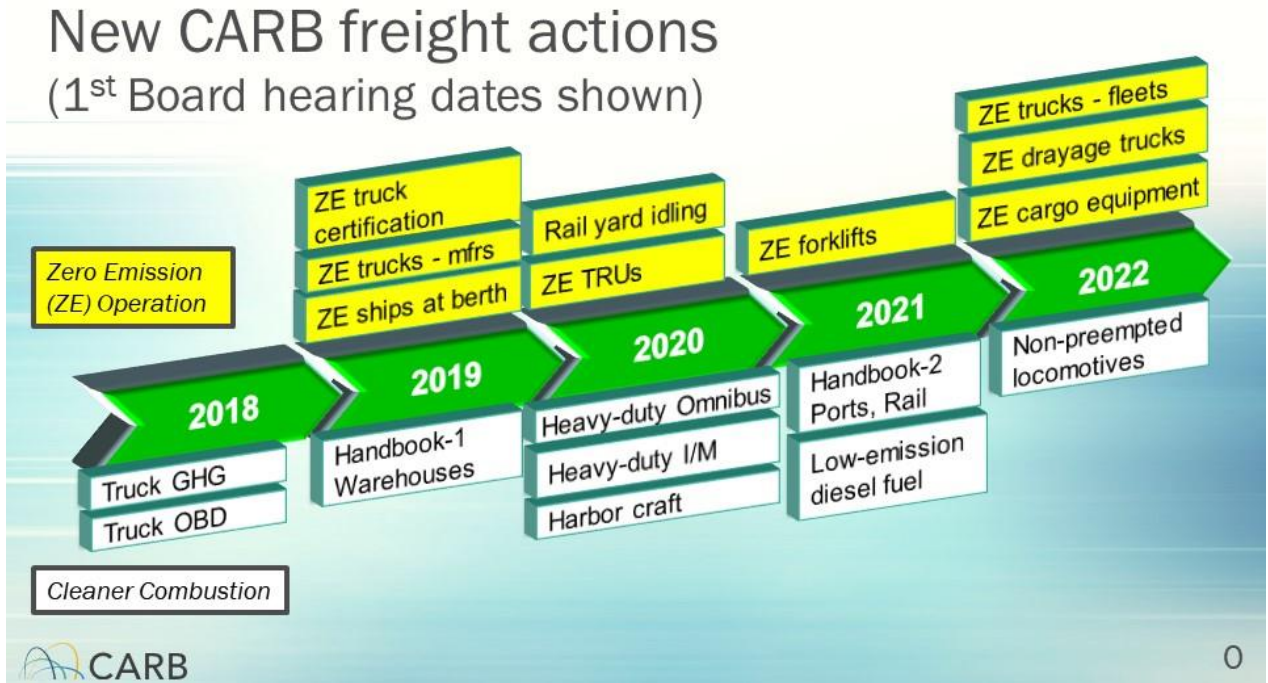 New CARB freight actions
(1st Board hearing dates shown)
Zero Emission
(ZE) Operation
ZE truck
certification
ZE trucks - mfrs
ZE ships at berth
Rail yard idling
ZE TRUs
ZE forklifts
ZE trucks - fleets
ZE drayage trucks
ZE cargo equipment
2018
2019
2020
2021
2022
Truck GHG
Truck OBD
Handbook-1
Warehouses
Heavy-duty Omnibus
Heavy-duty I/M
Harbor craft
Handbook-2
Ports, Rail
Low-emission
diesel fuel
Non-preempted
locomotives
Cleaner Combustion
CARB
0